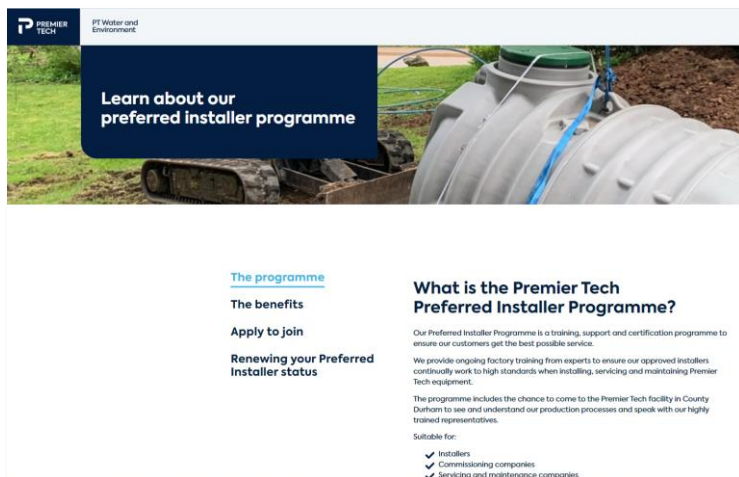 PREMIER
TECH
PT Water and
Environment
Learn about our
preferred installer programme
The programme
The benefits
Apply to join
Renewing your Preferred
Installer status
What is the Premier Tech
Preferred Installer Programme?
Our Preferred Installer Programme is a training, support and certification programme to
ensure our customers get the best possible service.
We provide ongoing factory training from experts to ensure our approved installers
continually work to high standards when installing, servicing and maintaining Premier
Tech equipment.
The programme includes the chance to come to the Premier Tech facility in County
Durham to see and understand our production processes and speak with our highly
trained representatives.
Suitable for:
Installers
Commissioning companies
Servicing and maintenance companies